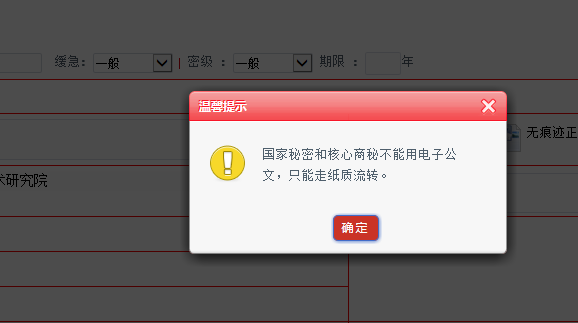 缓急： 一般 | 密级 ： 一般 期限 ： 年
温馨提示
无痕迹正
国家秘密和核心商秘不能用电子公
文，只能走纸质流转。
术研究院
确定